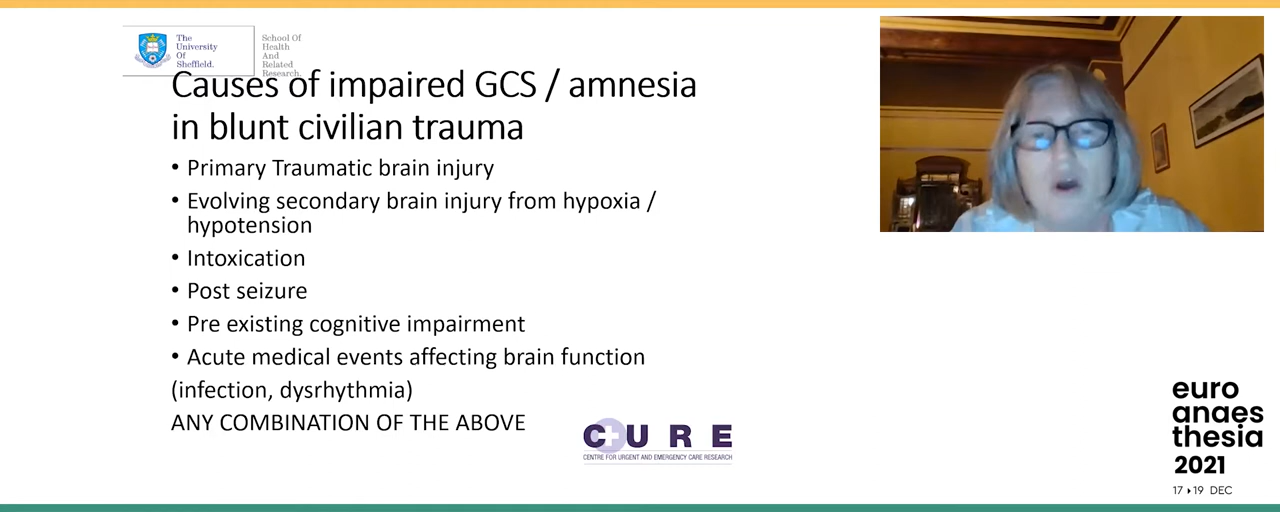 The
University
Of
Sheffield.
School Of
Health
And
Related
Research.
Causes of impaired GCS / amnesia
in blunt civilian trauma
• Primary Traumatic brain injury
• Evolving secondary brain injury from hypoxia /
hypotension
• Intoxication
• Post seizure
• Pre existing cognitive impairment
• Acute medical events affecting brain function
(infection, dysrhythmia)
ANY COMBINATION OF THE ABOVE
CURE
CENTRE FOR URGENT AND EMERGENCY CARE RESEARCH
euro
anaes
thesia
2021
17 ▸ 19 DEC